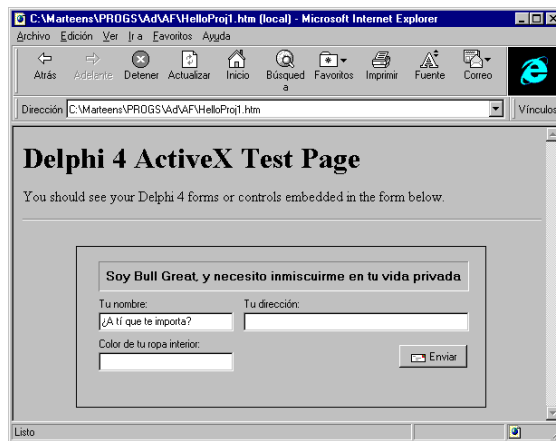 C:\Marteens\PROGS\Ad\AF\HelloProj1.htm (local) - Microsoft Internet Explorer
Archivo Edición Ver Ir a Favoritos Ayuda
Atrás Adelante Detener Actualizar Inicio Búsqued a Favoritos Imprimir Fuente Correo
Dirección C:\Marteens\PROGS\Ad\AF\HelloProj1.htm Vínculos
Delphi 4 ActiveX Test Page
You should see your Delphi 4 forms or controls embedded in the form below.
Soy Bull Great, y necesito inmiscuirme en tu vida privada
Tu nombre: Tu dirección:
¿A tí que te importa?
Color de tu ropa interior:
Enviar
Listo